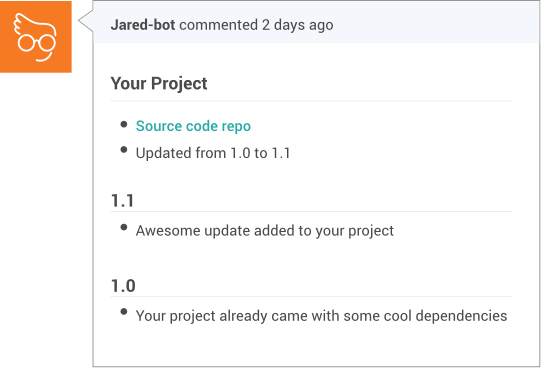 Jared-bot commented 2 days ago
Your Project
Source code repo
Updated from 1.0 to 1.1
1.1
Awesome update added to your project
1.0
Your project already came with some cool dependencies